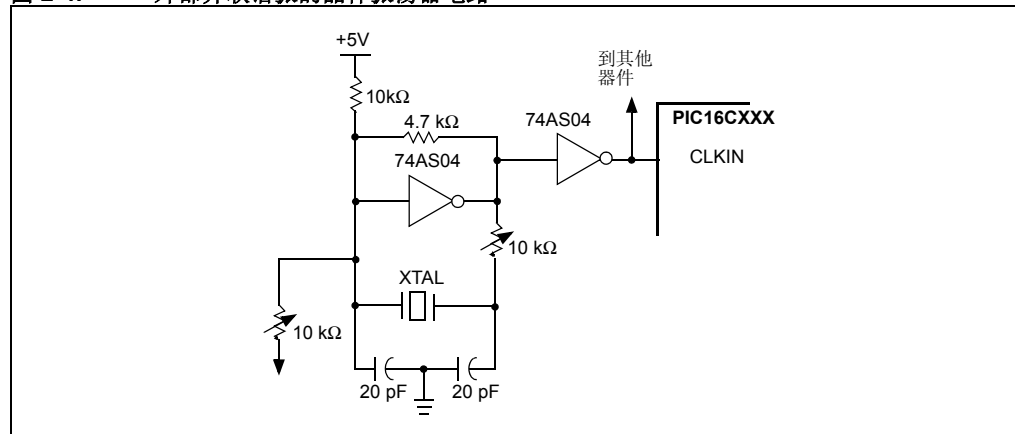 +5V
10kΩ
4.7 kΩ
74AS04
74AS04
到其他
器件
PIC16CXXX
CLKIN
10 kΩ
XTAL
10 kΩ
20 pF
20 pF